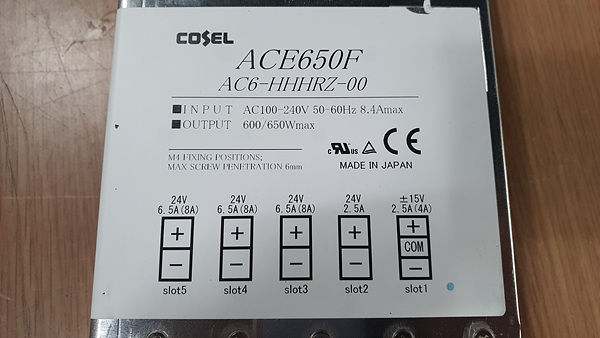 COSEL
ACE650F
AC6-HHHRZ-00
■INPUT AC100-240V 50-60Hz 8.4Amax
■OUTPUT 600/650Wmax
M4 FIXING POSITIONS;
MAX SCREW PENETRATION 6mm
c RU US CE
MADE IN JAPAN
24V 24V 24V 24V ±15V
6.5A(8A) 6.5A(8A) 6.5A(8A) 2.5A 2.5A(4A)
+ + + + +
COM
− − − − −
slot5 slot4 slot3 slot2 slot1